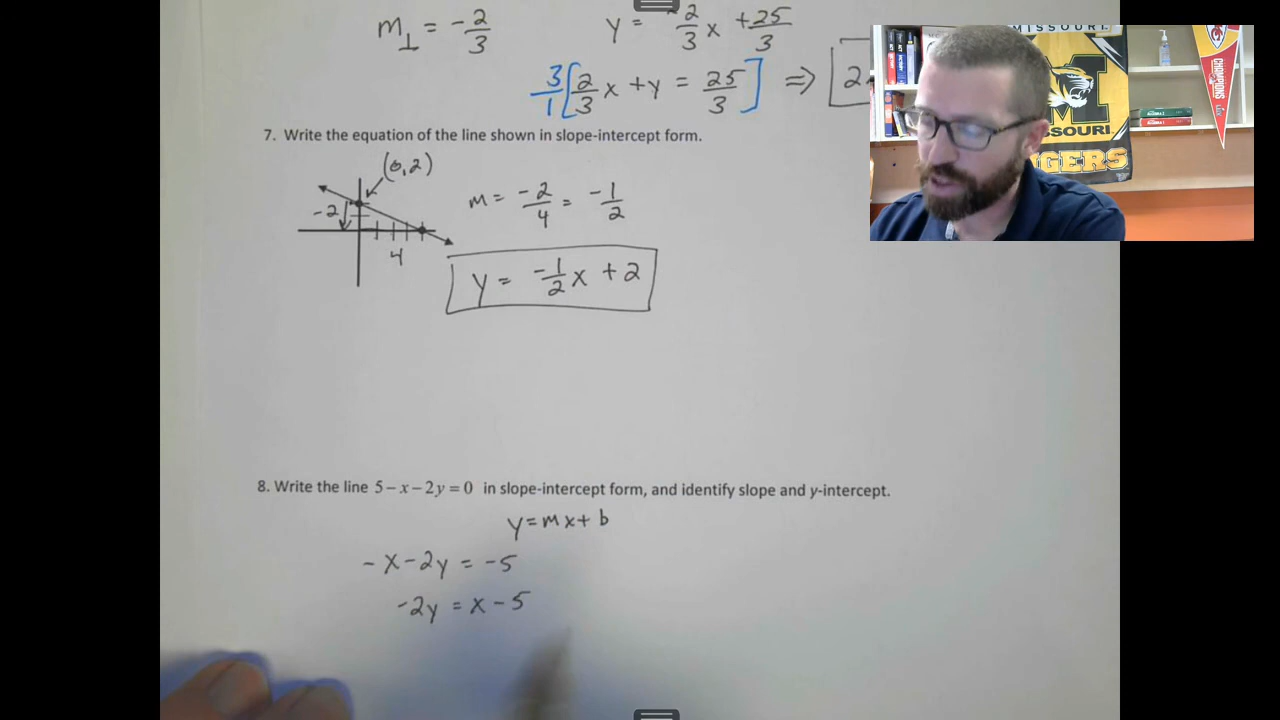 m⊥ = -2/3
y = -2/3 x + 25/3
3/1 [2/3 x + y = 25/3] ⇒ 2
7. Write the equation of the line shown in slope-intercept form.
(0,2)
-2
4
m = -2/4 = -1/2
y = -1/2 x + 2
8. Write the line 5-x-2y=0 in slope-intercept form, and identify slope and y-intercept.
y = mx + b
-x-2y = -5
-2y = x-5
MISSOURI
M
SSOURI
GERS
CHAMPIONS